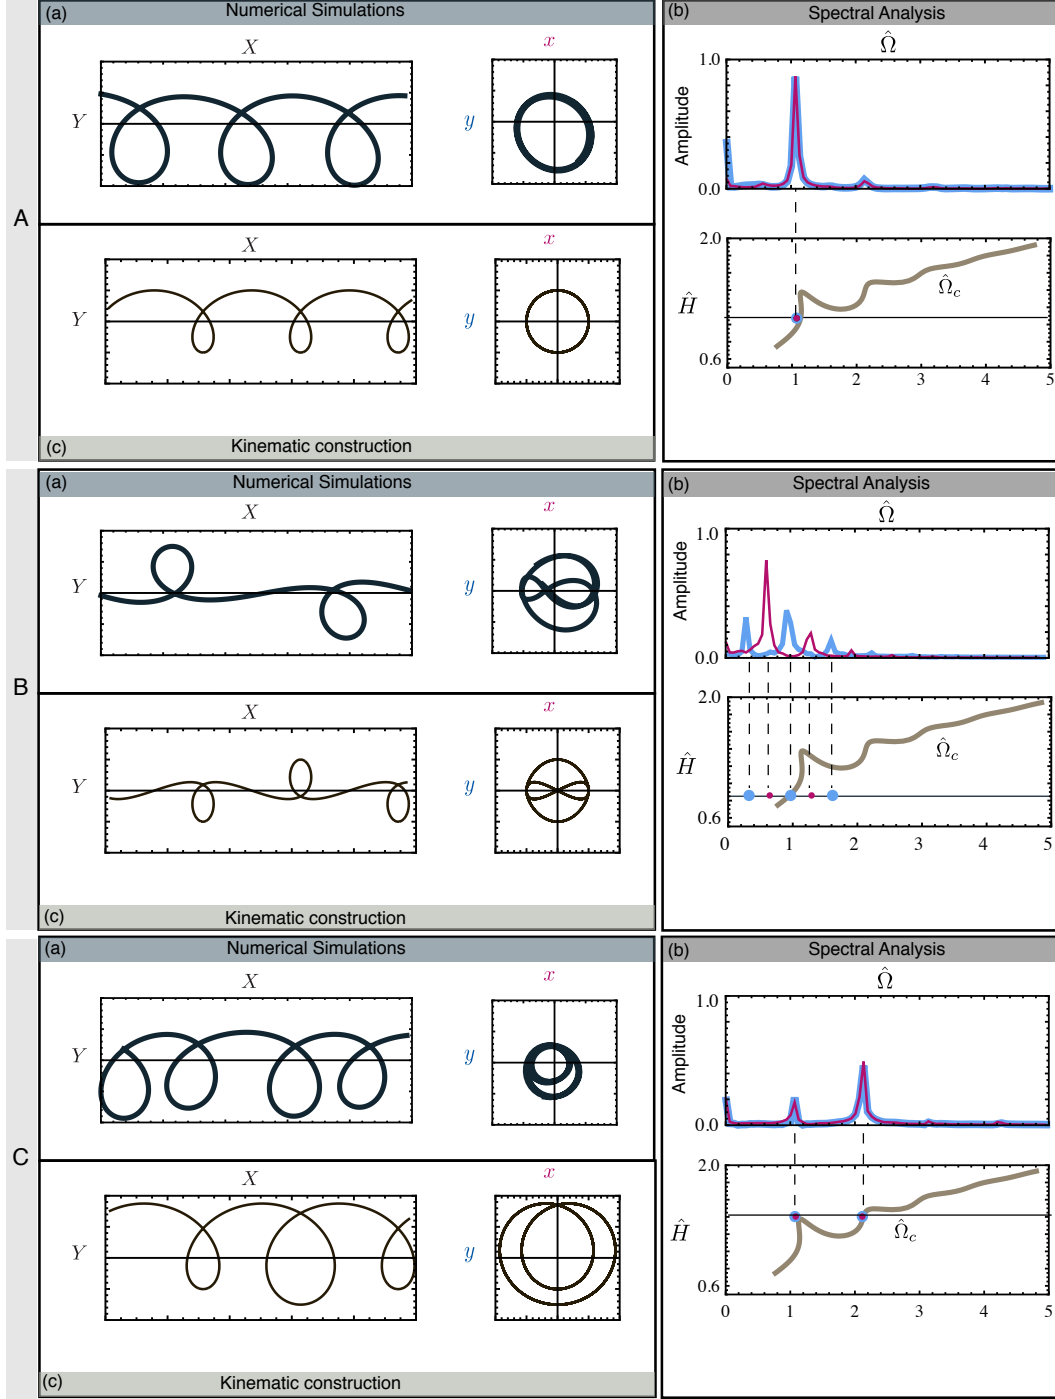 A
(a) Numerical Simulations
X
Y
x
y
X
Y
x
y
(c) Kinematic construction
(b) Spectral Analysis
Ω̂
Amplitude
1.0
0.0
2.0
Ĥ
Ω̂c
0.6
0 1 2 3 4 5
B
(a) Numerical Simulations
X
Y
x
y
X
Y
x
y
(c) Kinematic construction
(b) Spectral Analysis
Ω̂
Amplitude
1.0
0.0
2.0
Ĥ
Ω̂c
0.6
0 1 2 3 4 5
C
(a) Numerical Simulations
X
Y
x
y
X
Y
x
y
(c) Kinematic construction
(b) Spectral Analysis
Ω̂
Amplitude
1.0
0.0
2.0
Ĥ
Ω̂c
0.6
0 1 2 3 4 5